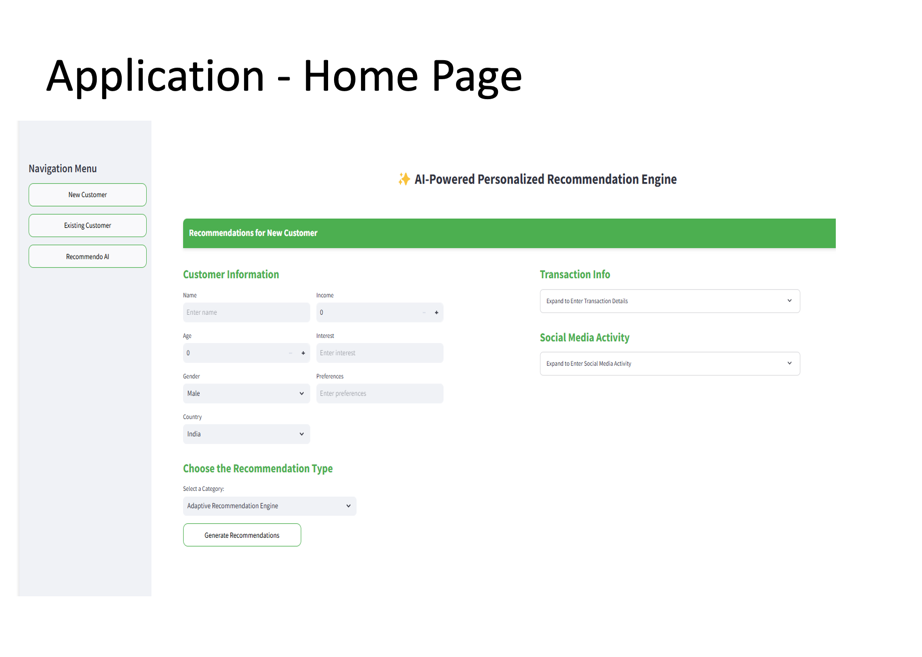 Application - Home Page
Navigation Menu
New Customer
Existing Customer
Recommendo AI
✨ AI-Powered Personalized Recommendation Engine
Recommendations for New Customer
Customer Information
Name
Enter name
Income
0
- +
Age
0
- +
Interest
Enter interest
Gender
Male
Preferences
Enter preferences
Country
India
Choose the Recommendation Type
Select a Category:
Adaptive Recommendation Engine
Generate Recommendations
Transaction Info
Expand to Enter Transaction Details
Social Media Activity
Expand to Enter Social Media Activity